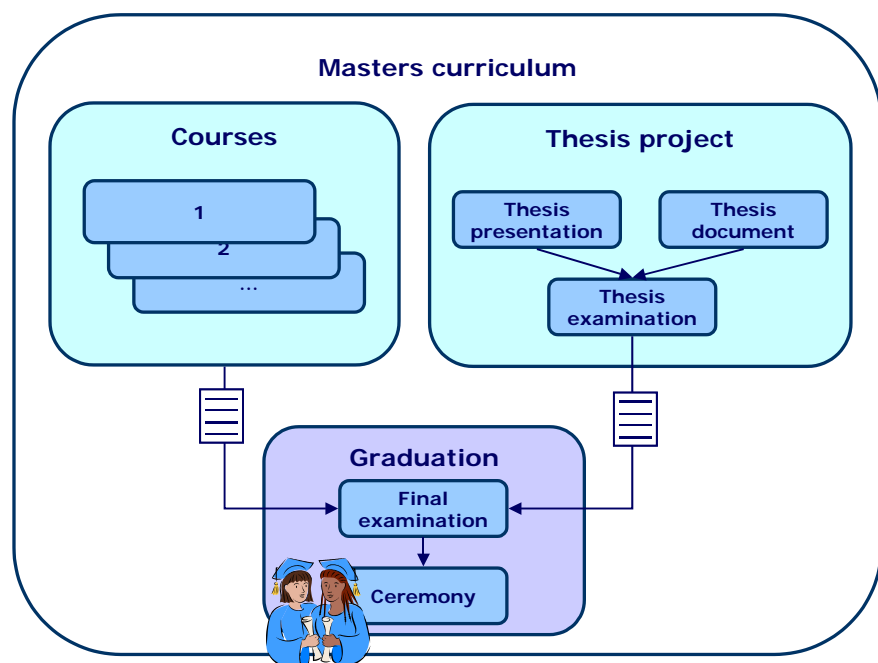 Masters curriculum
Courses
1
2
...
Thesis project
Thesis
presentation
Thesis
document
Thesis
examination
Graduation
Final
examination
Ceremony